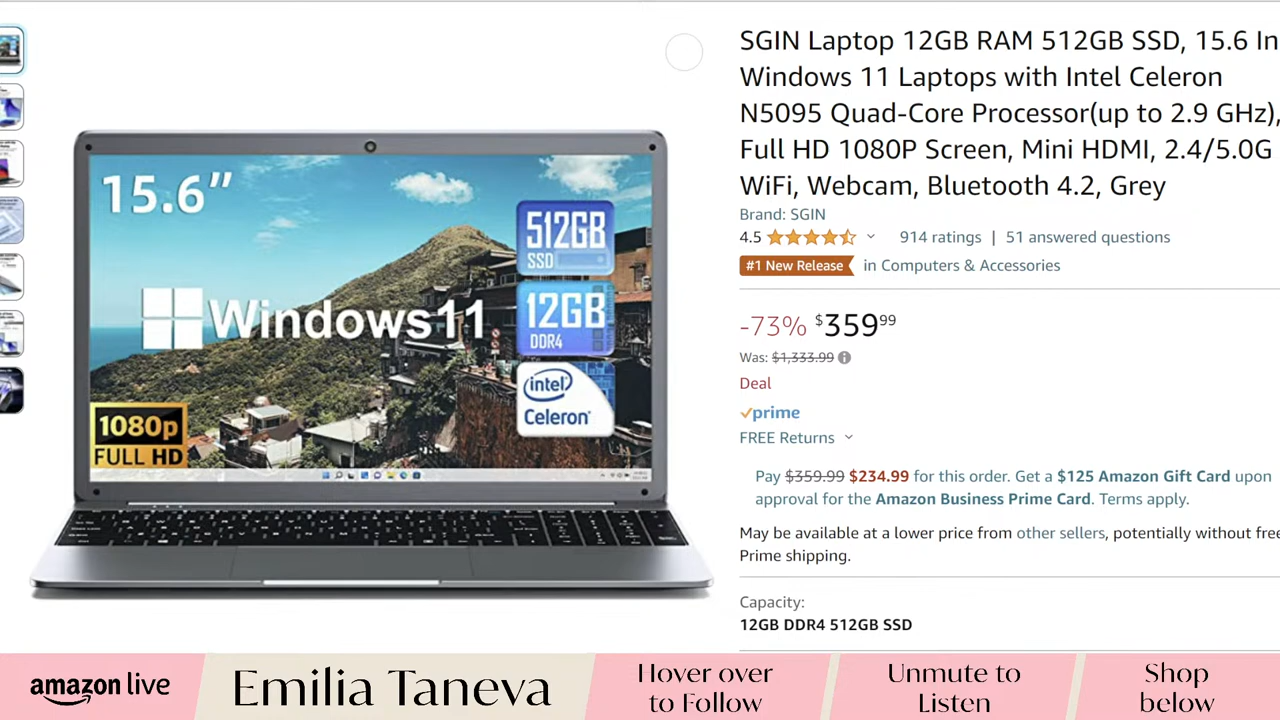 SGIN Laptop 12GB RAM 512GB SSD, 15.6 In
Windows 11 Laptops with Intel Celeron
N5095 Quad-Core Processor(up to 2.9 GHz),
Full HD 1080P Screen, Mini HDMI, 2.4/5.0G
WiFi, Webcam, Bluetooth 4.2, Grey
Brand: SGIN
4.5 914 ratings | 51 answered questions
#1 New Release in Computers & Accessories
-73% $359 99
Was: $1,333.99
Deal
prime
FREE Returns
Pay $359.99 $234.99 for this order. Get a $125 Amazon Gift Card upon
approval for the Amazon Business Prime Card. Terms apply.
May be available at a lower price from other sellers, potentially without free
Prime shipping.
Capacity:
12GB DDR4 512GB SSD
15.6”
512GB
SSD
12GB
DDR4
Windows11
intel
Celeron
1080p
FULL HD
amazon live
Emilia Taneva
Hover over
to Follow
Unmute to
Listen
Shop
below